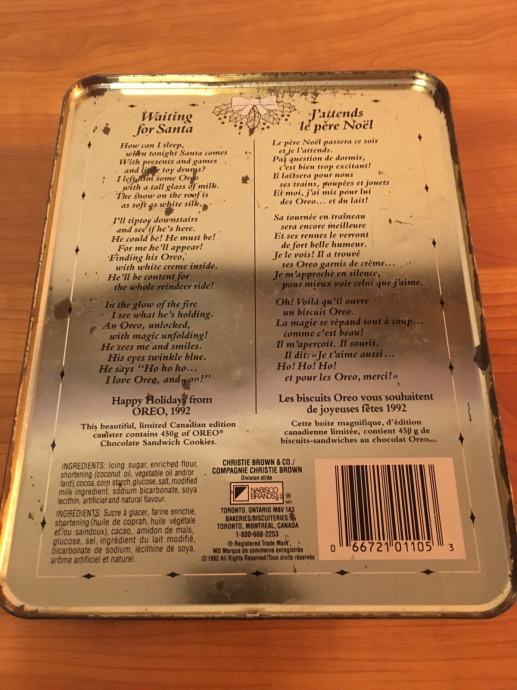 Waiting
for Santa
How can I sleep,
when tonight Santa comes
With presents and games
and little toy drums?
I left him some Oreo
with a tall glass of milk.
The snow on the roof is
as soft as white silk.
I'll tiptoe downstairs
and see if he's here.
He could be! He must be!
For me he'll appear!
Finding his Oreo,
with white creme inside.
He'll be content for
the whole reindeer ride!
In the glow of the fire
I see what he's holding.
An Oreo, unlocked,
with magic unfolding!
He sees me and smiles.
His eyes twinkle blue.
He says "Ho ho ho...
I love Oreo, and you!"
Happy Holidays from
OREO, 1992
This beautiful, limited Canadian edition
canister contains 450g of OREO®
Chocolate Sandwich Cookies.
J'attends
le père Noël
Le père Noël passera ce soir
et je l'attends.
Pas question de dormir,
c'est bien trop excitant!
Il laissera pour nous
ses trains, poupées et jouets
Et moi, j'ai mis pour lui
des Oreo... et du lait!
Sa tournée en traîneau
sera encore meilleure
Et ses rennes le verront
de fort belle humeur.
Je le vois! Il a trouvé
ses Oreo garnis de crème...
Je m'approche en silence,
pour mieux voir celui que j'aime.
Oh! Voilà qu'il ouvre
un biscuit Oreo.
La magie se répand tout à coup...
comme c'est beau!
Il m'aperçoit. Il sourit.
Il dit: «Je t'aime aussi...
Ho! Ho! Ho!
et pour les Oreo, merci!»
Les biscuits Oreo vous souhaitent
de joyeuses fêtes 1992
Cette boîte magnifique, d'édition
canadienne limitée, contient 450 g de
biscuits-sandwiches au chocolat Oreo
INGREDIENTS: Icing sugar, enriched flour,
shortening (coconut oil, vegetable oil and/or
lard), cocoa, corn starch, glucose, salt, modified
milk ingredient, sodium bicarbonate, soya
lecithin, artificial and natural flavour.
INGRÉDIENTS: Sucre à glacer, farine enrichie,
shortening (huile de coprah, huile végétale
et/ou saindoux), cacao, amidon de maïs,
glucose, sel, ingrédient du lait modifié,
bicarbonate de sodium, lécithine de soya,
arôme artificiel et naturel.
CHRISTIE BROWN & CO./
COMPAGNIE CHRISTIE BROWN
Division of/de
NABISCO
BRANDS
TORONTO, ONTARIO M8V 1A3
BAKERIES/BISCUITERIES:
TORONTO, MONTREAL, CANADA
1-800-668-2253
® Registered Trade Mark
MD Marque de commerce enregistrée
© 1992 All Rights Reserved/Tous droits réservés
0 66721 01105 3